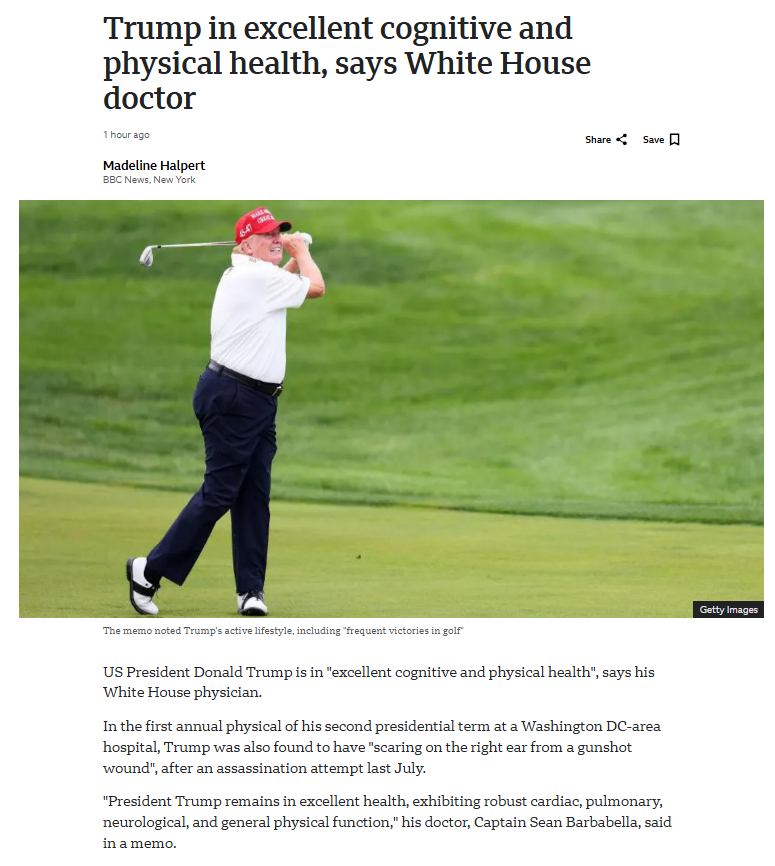 Trump in excellent cognitive and
physical health, says White House
doctor
1 hour ago
Share
Save
Madeline Halpert
BBC News, New York
45-47
Getty Images
The memo noted Trump's active lifestyle, including "frequent victories in golf"
US President Donald Trump is in "excellent cognitive and physical health", says his
White House physician.
In the first annual physical of his second presidential term at a Washington DC-area
hospital, Trump was also found to have "scaring on the right ear from a gunshot
wound", after an assassination attempt last July.
"President Trump remains in excellent health, exhibiting robust cardiac, pulmonary,
neurological, and general physical function," his doctor, Captain Sean Barbabella, said
in a memo.